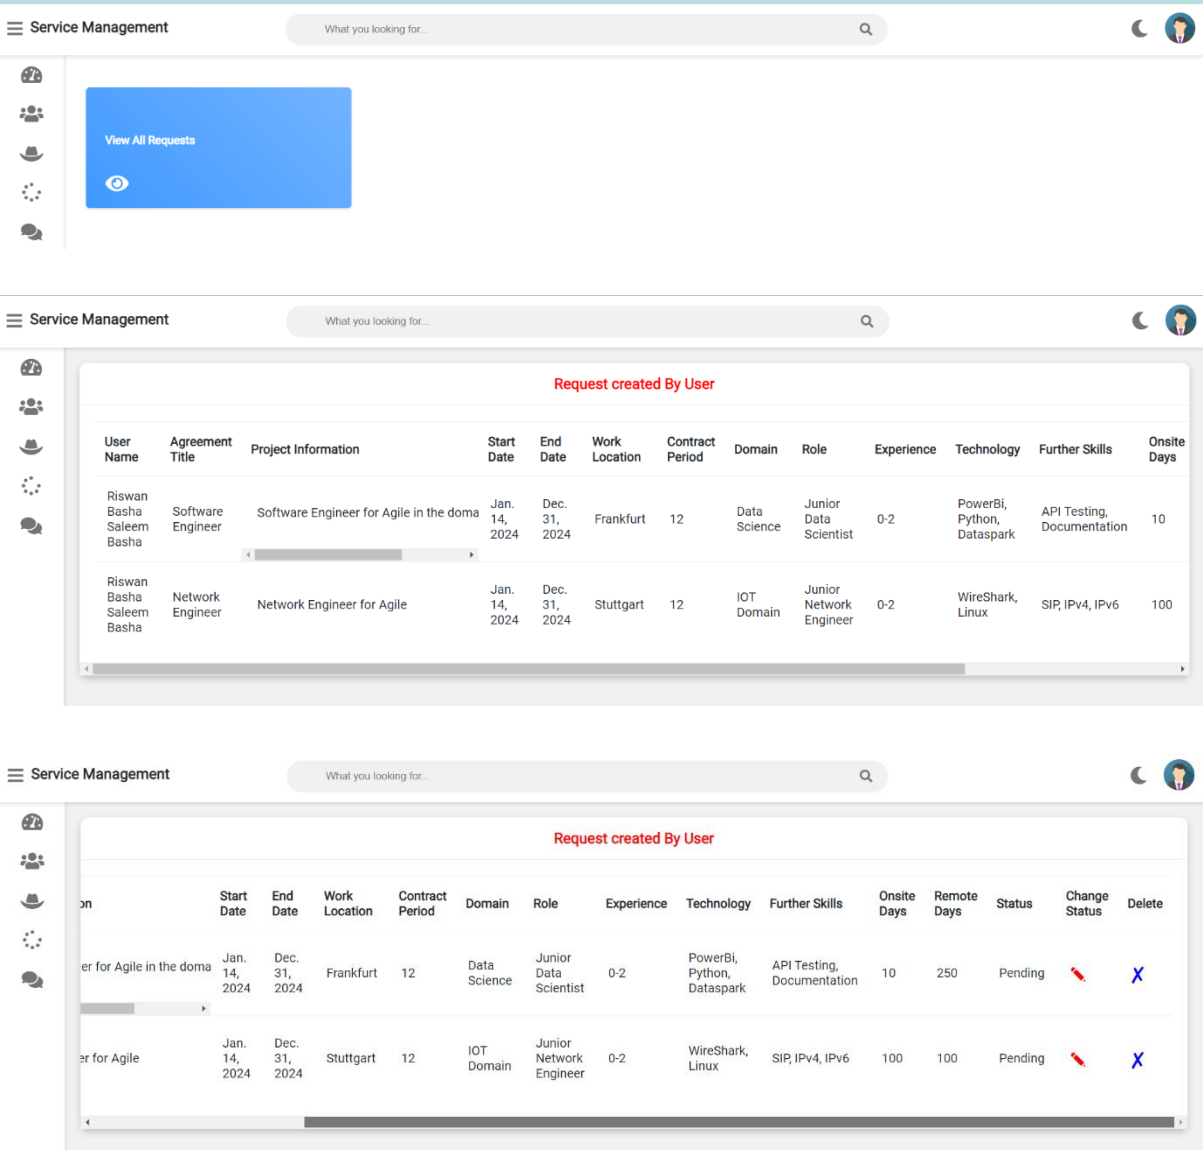 Service Management
What you looking for...
View All Requests
Service Management
What you looking for...
Request created By User
User Name Agreement Title Project Information Start Date End Date Work Location Contract Period Domain Role Experience Technology Further Skills Onsite Days
Riswan Basha Saleem Basha Software Engineer Software Engineer for Agile in the doma Jan. 14, 2024 Dec. 31, 2024 Frankfurt 12 Data Science Junior Data Scientist 0-2 PowerBi, Python, Dataspark API Testing, Documentation 10
Riswan Basha Saleem Basha Network Engineer Network Engineer for Agile Jan. 14, 2024 Dec. 31, 2024 Stuttgart 12 IOT Domain Junior Network Engineer 0-2 WireShark, Linux SIP, IPv4, IPv6 100
Service Management
What you looking for...
Request created By User
on Start Date End Date Work Location Contract Period Domain Role Experience Technology Further Skills Onsite Days Remote Days Status Change Status Delete
er for Agile in the doma Jan. 14, 2024 Dec. 31, 2024 Frankfurt 12 Data Science Junior Data Scientist 0-2 PowerBi, Python, Dataspark API Testing, Documentation 10 250 Pending ✗
er for Agile Jan. 14, 2024 Dec. 31, 2024 Stuttgart 12 IOT Domain Junior Network Engineer 0-2 WireShark, Linux SIP, IPv4, IPv6 100 100 Pending ✗